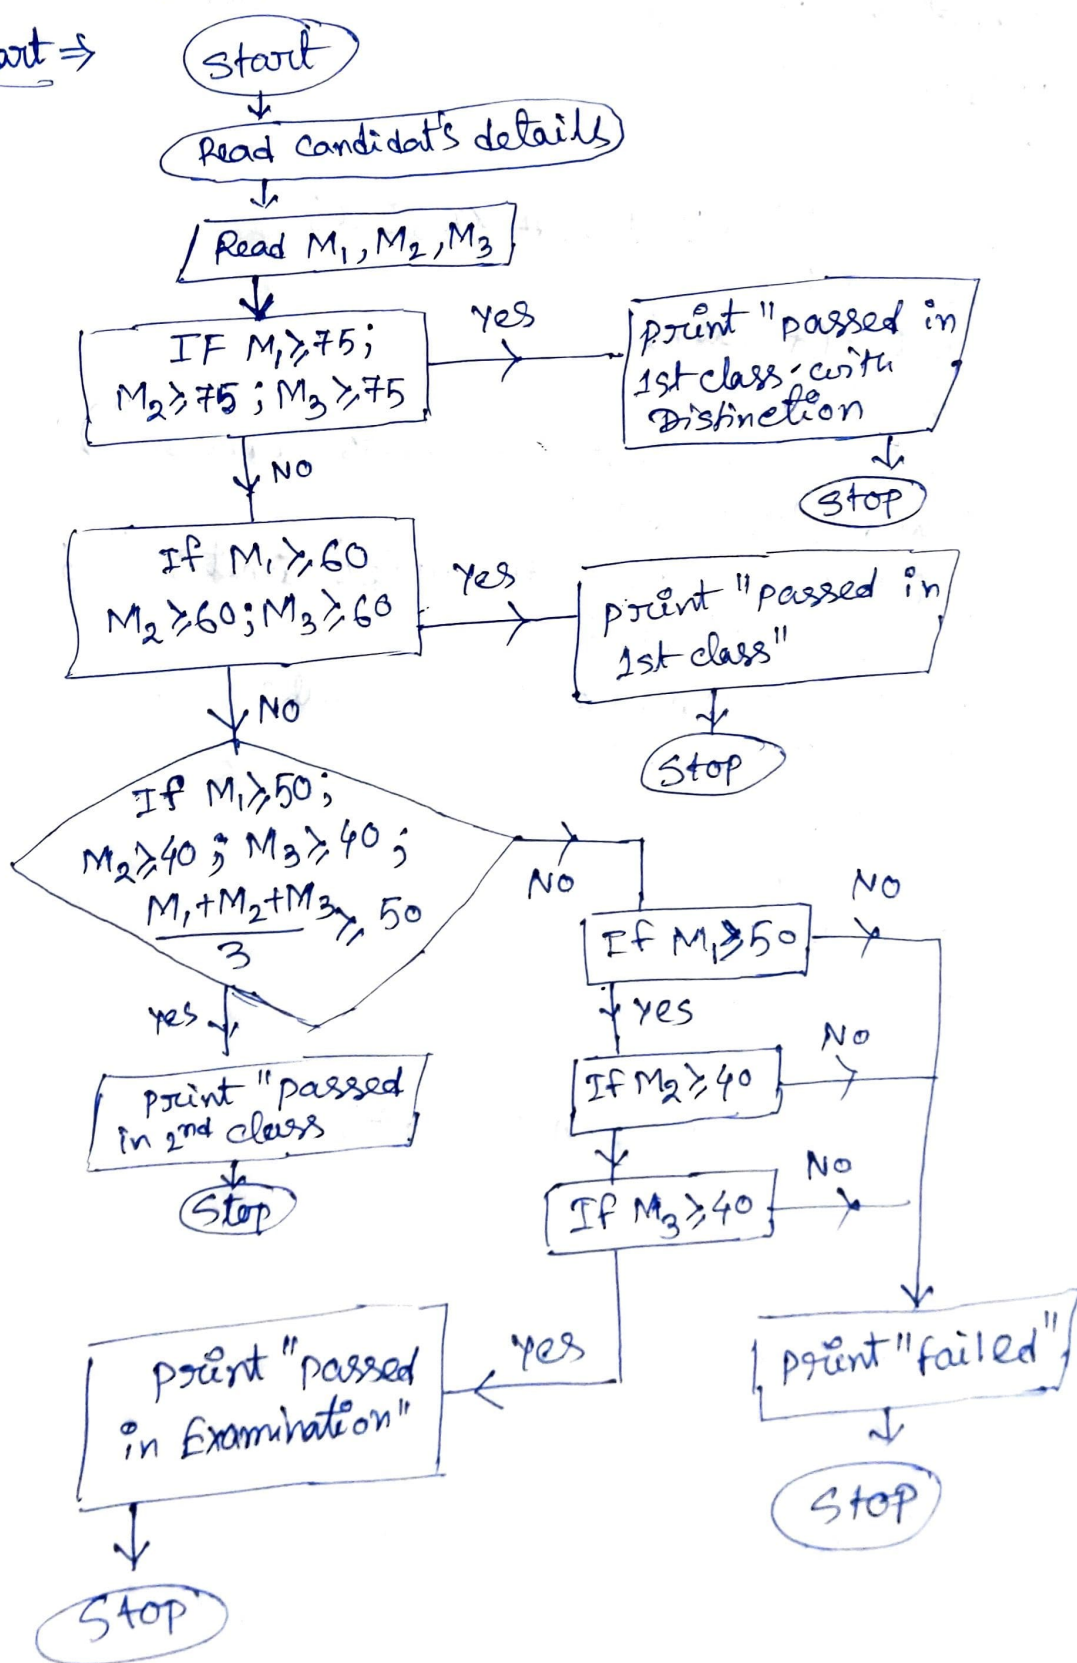 art ⇒
Start
Read candidat's details
Read M₁, M₂, M₃
IF M₁≥75;
M₂≥75; M₃≥75
Yes
print "passed in
1st class with
Distinction
Stop
NO
If M₁≥60
M₂≥60; M₃≥60
Yes
print "passed in
1st class"
Stop
NO
If M₁≥50;
M₂≥40; M₃≥40;
M₁+M₂+M₃ ≥ 50
3
NO
If M₁≥50
NO
Yes
Yes
If M₂≥40
No
print "passed
in 2nd class
Stop
If M₃≥40
No
Yes
print "passed
in Examination"
Stop
print "failed"
Stop